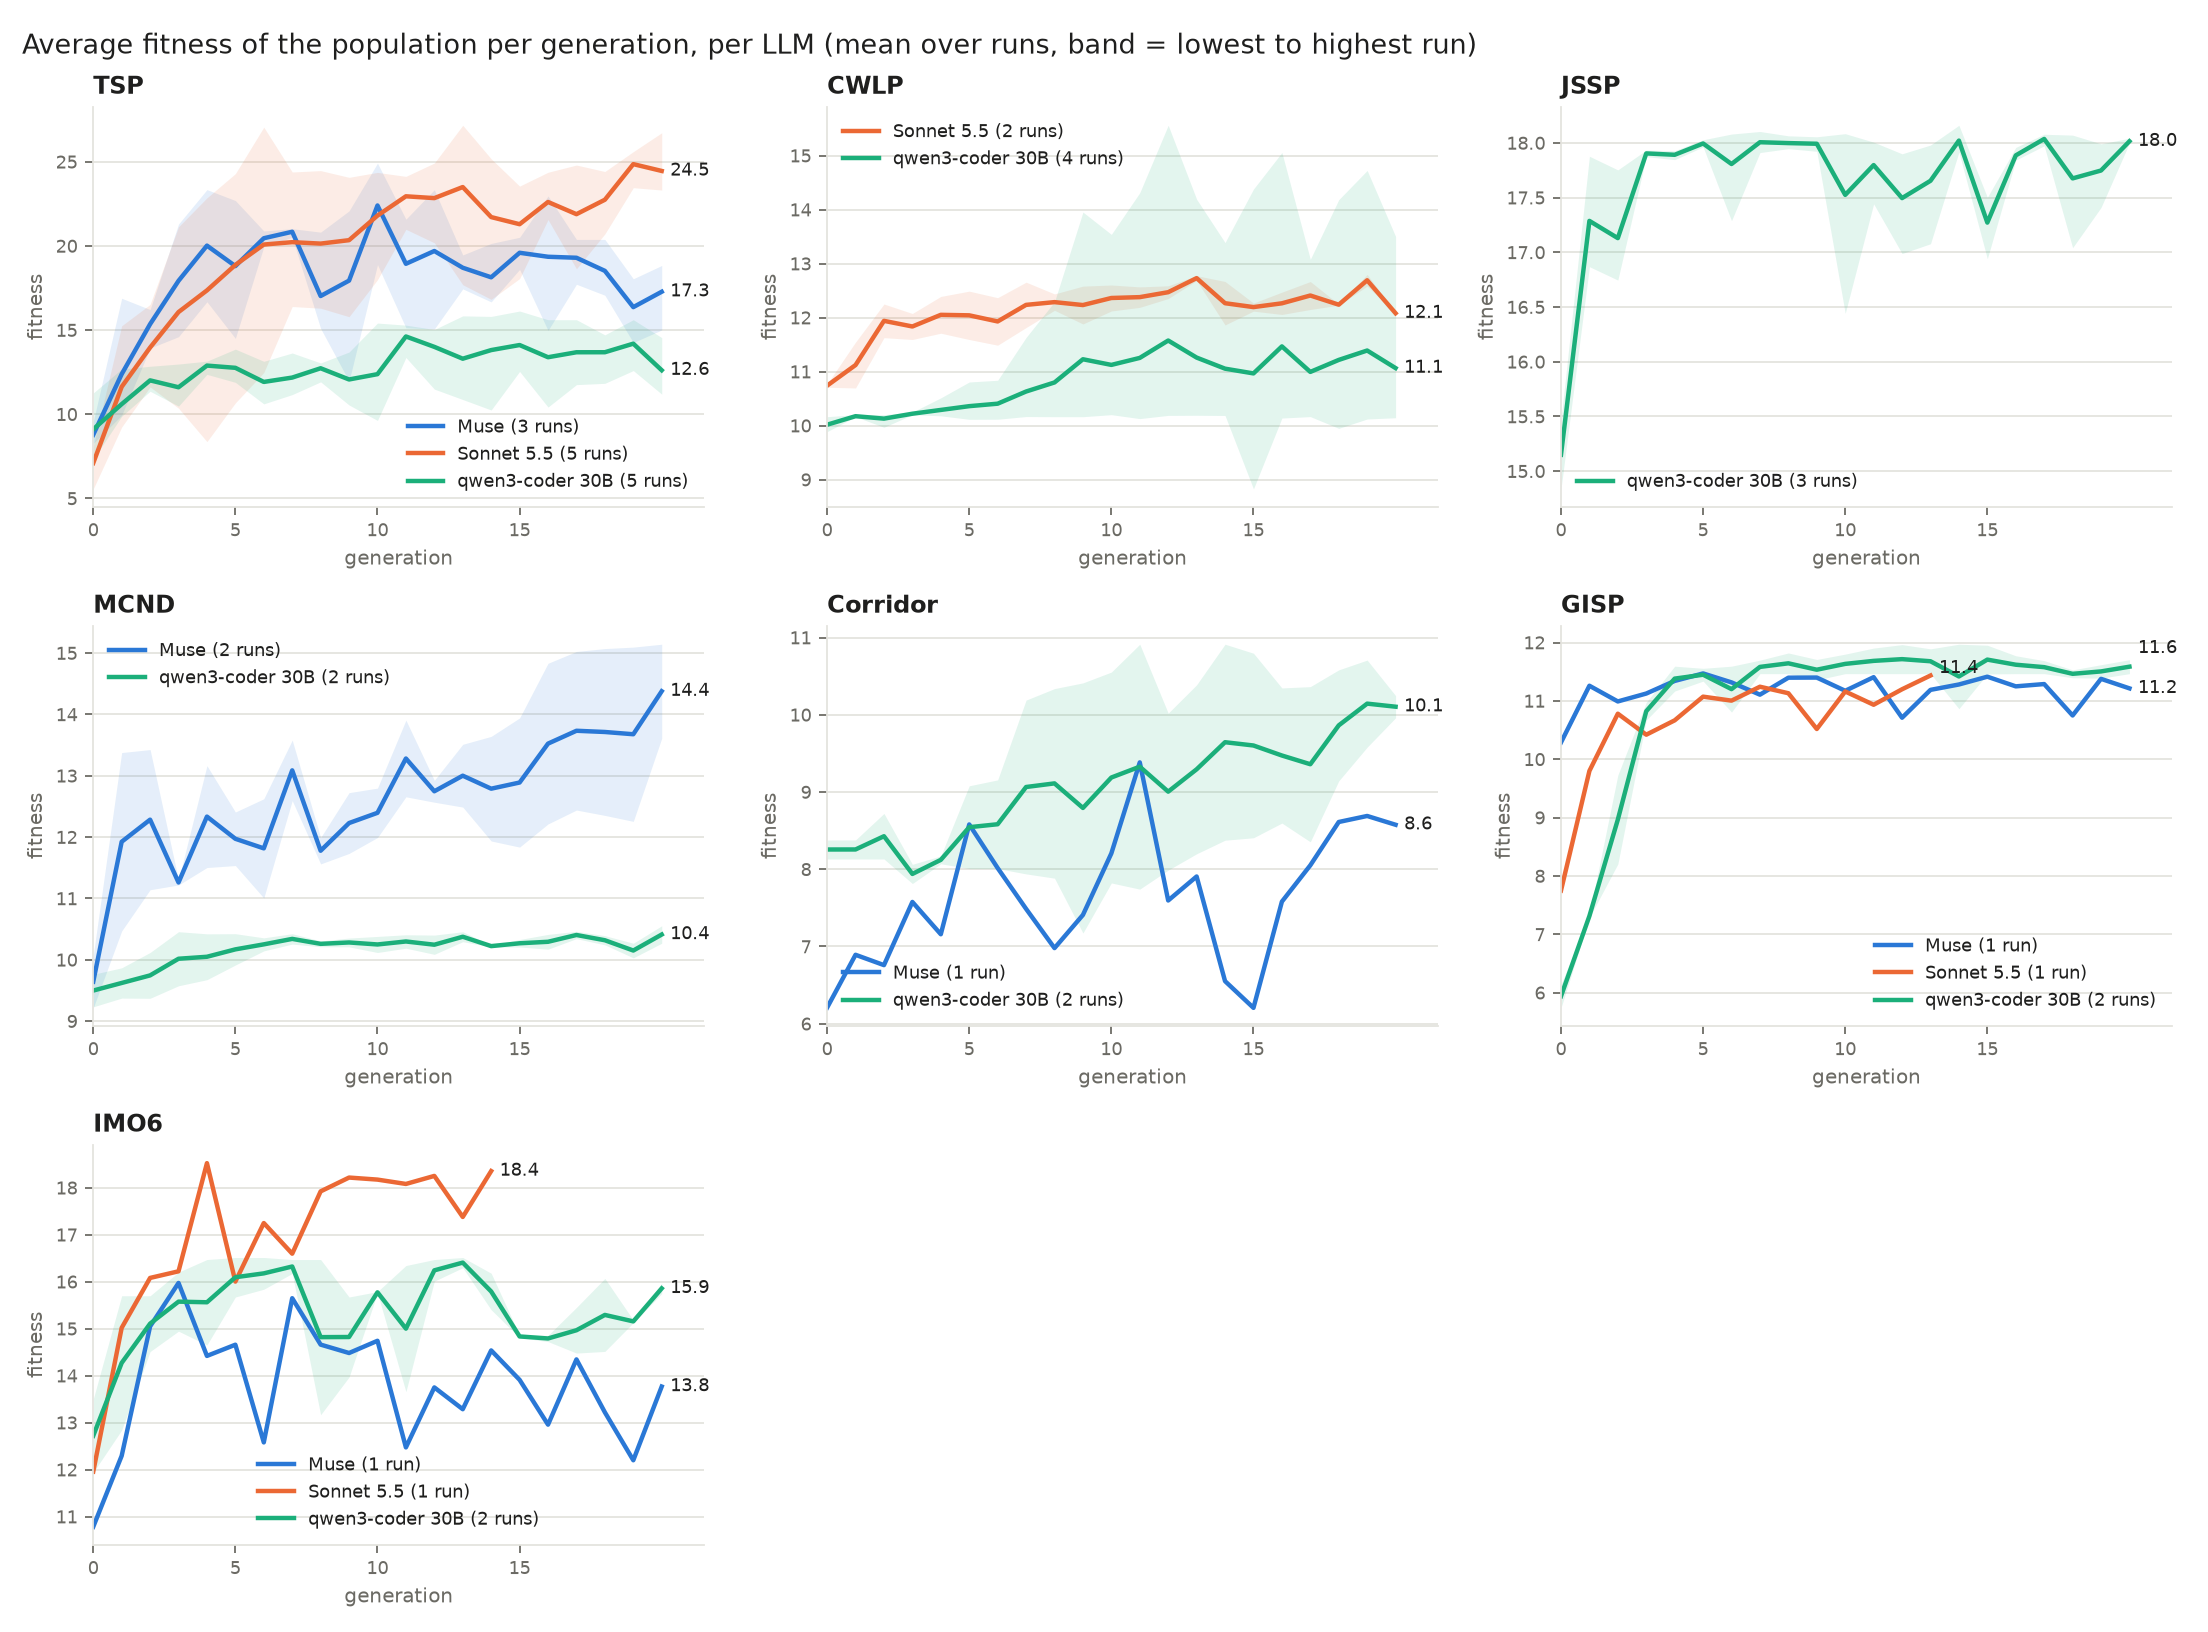 Average fitness of the population per generation, per LLM (mean over runs, band = lowest to highest run)
TSP
25
20
15
10
5
fitness
0 5 10 15
generation
24.5
17.3
12.6
Muse (3 runs)
Sonnet 5.5 (5 runs)
qwen3-coder 30B (5 runs)
CWLP
Sonnet 5.5 (2 runs)
qwen3-coder 30B (4 runs)
15
14
13
12
11
10
9
fitness
0 5 10 15
generation
12.1
11.1
JSSP
18.0
17.5
17.0
16.5
16.0
15.5
15.0
fitness
0 5 10 15
generation
18.0
qwen3-coder 30B (3 runs)
MCND
Muse (2 runs)
qwen3-coder 30B (2 runs)
15
14
13
12
11
10
9
fitness
0 5 10 15
generation
14.4
10.4
Corridor
11
10
9
8
7
6
fitness
0 5 10 15
generation
10.1
8.6
Muse (1 run)
qwen3-coder 30B (2 runs)
GISP
12
11
10
9
8
7
6
fitness
0 5 10 15
generation
11.6
11.4
11.2
Muse (1 run)
Sonnet 5.5 (1 run)
qwen3-coder 30B (2 runs)
IMO6
18
17
16
15
14
13
12
11
fitness
0 5 10 15
generation
18.4
15.9
13.8
Muse (1 run)
Sonnet 5.5 (1 run)
qwen3-coder 30B (2 runs)